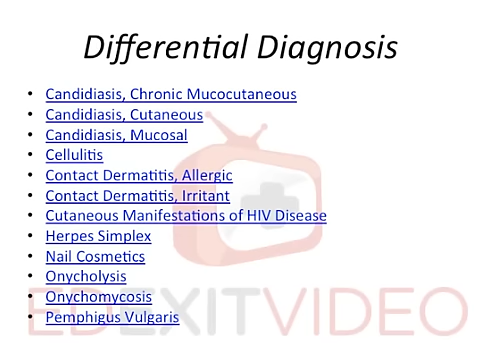 Differential Diagnosis
• Candidiasis, Chronic Mucocutaneous
• Candidiasis, Cutaneous
• Candidiasis, Mucosal
• Cellulitis
• Contact Dermatitis, Allergic
• Contact Dermatitis, Irritant
• Cutaneous Manifestations of HIV Disease
• Herpes Simplex
• Nail Cosmetics
• Onycholysis
• Onychomycosis
• Pemphigus Vulgaris
EDEXITVIDEO